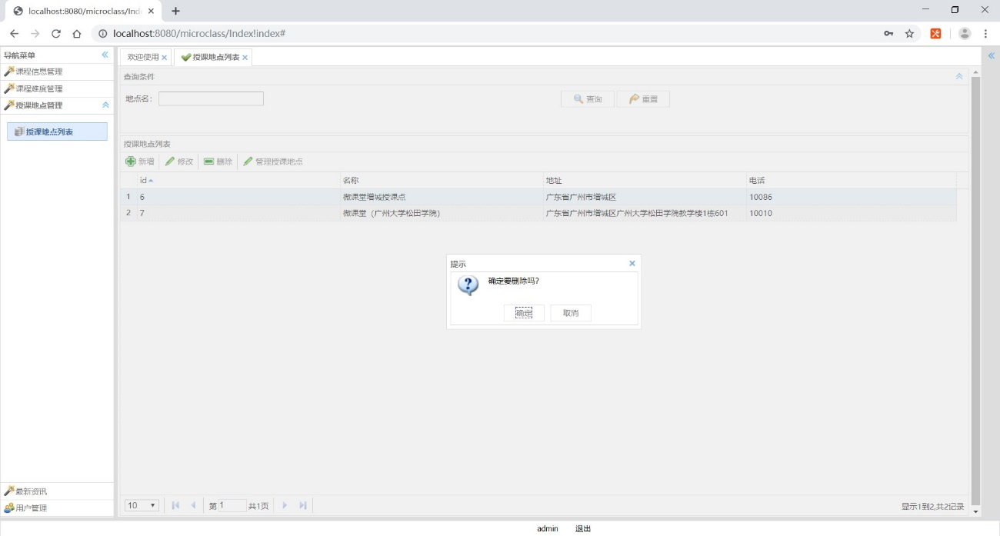 localhost:8080/microclass/Ind
localhost:8080/microclass/Index!index#
导航菜单
课程信息管理
课程难度管理
授课地点管理
授课地点列表
最新资讯
用户管理
欢迎使用
授课地点列表
查询条件
地点名:
查询
重置
授课地点列表
新增 修改 删除 管理授课地点
id 名称 地址 电话
1 6 微课堂增城授课点 广东省广州市增城区 10086
2 7 微课堂（广州大学松田学院） 广东省广州市增城区广州大学松田学院教学楼1栋601 10010
提示
确定要删除吗?
确定 取消
10 第 1 共1页
显示1到2,共2记录
admin 退出